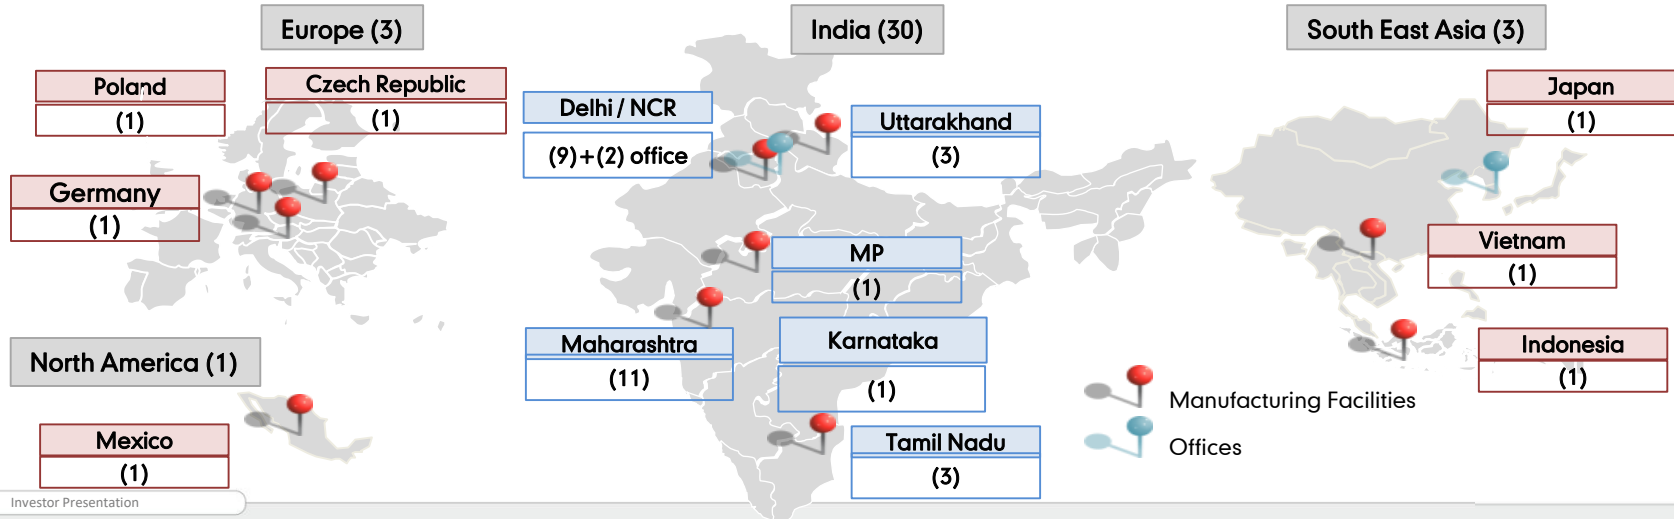 Europe (3)
Poland
(1)
Czech Republic
(1)
Germany
(1)
North America (1)
Mexico
(1)
India (30)
Delhi / NCR
(9)+(2) office
Uttarakhand
(3)
MP
(1)
Maharashtra
(11)
Karnataka
(1)
Tamil Nadu
(3)
South East Asia (3)
Japan
(1)
Vietnam
(1)
Indonesia
(1)
Manufacturing Facilities
Offices
Investor Presentation